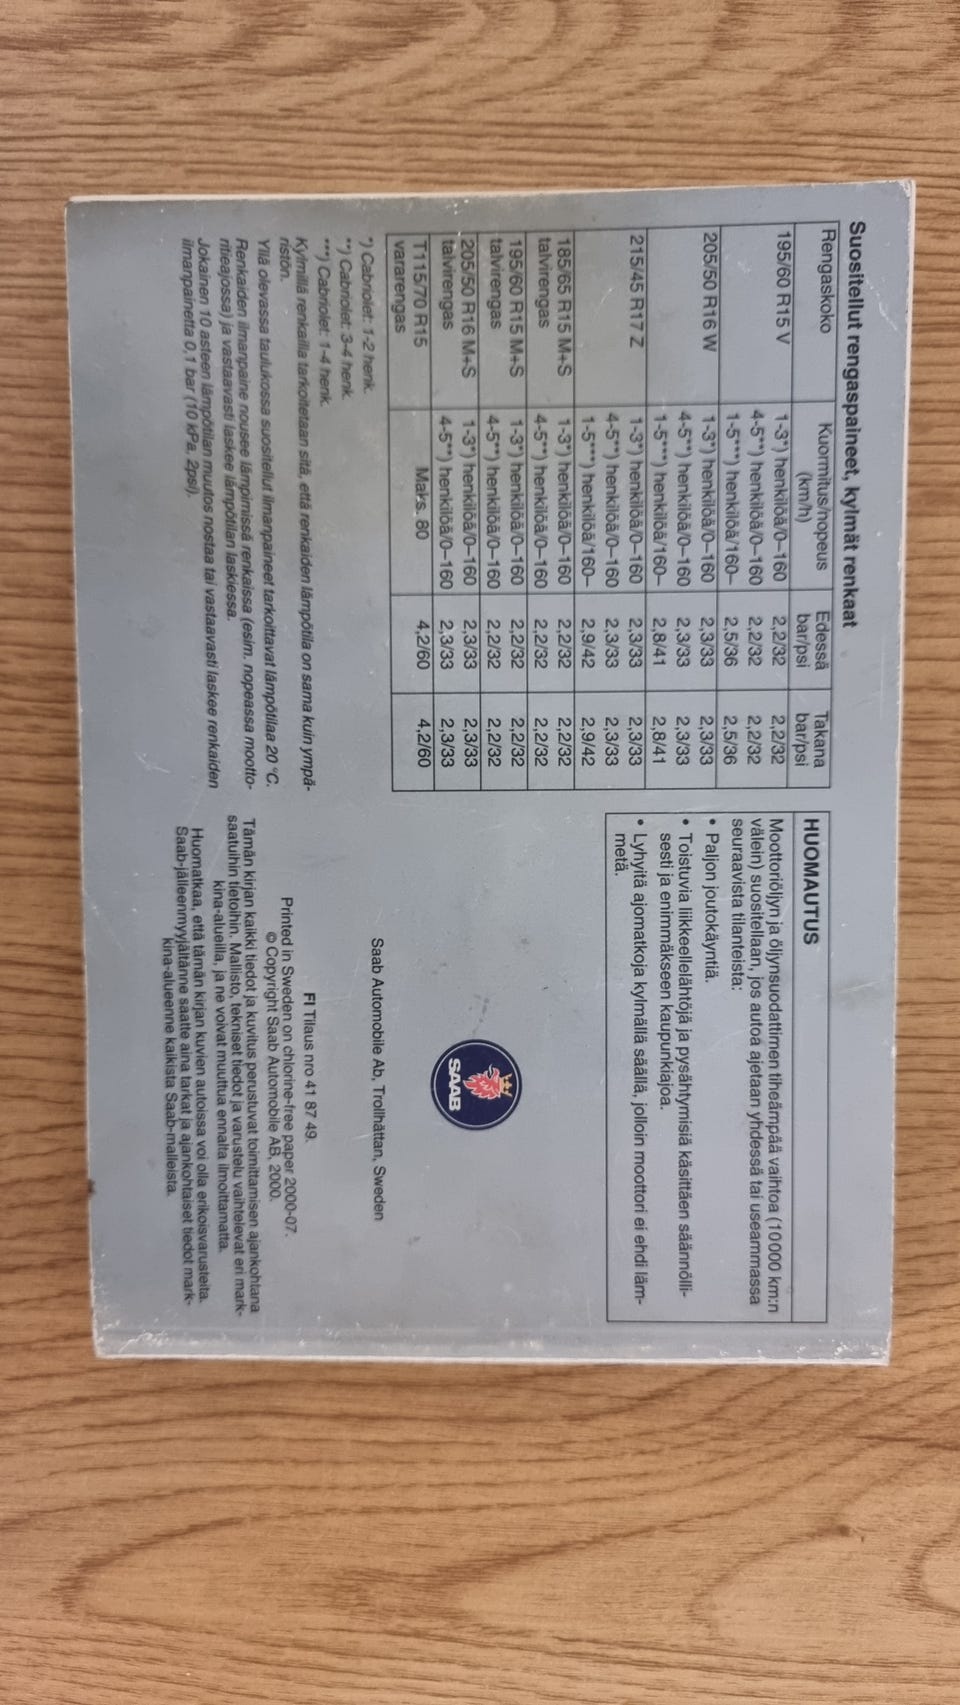 Suositellut rengaspaineet, kylmät renkaat
Rengaskoko Kuormitus/nopeus (km/h) Edessä bar/psi Takana bar/psi
195/60 R15 V 1-3*) henkilöä/0–160 2,2/32 2,2/32
4-5**) henkilöä/0–160 2,2/32 2,2/32
1-5***) henkilöä/160– 2,5/36 2,5/36
205/50 R16 W 1-3*) henkilöä/0–160 2,3/33 2,3/33
4-5**) henkilöä/0–160 2,3/33 2,3/33
1-5***) henkilöä/160– 2,8/41 2,8/41
215/45 R17 Z 1-3*) henkilöä/0–160 2,3/33 2,3/33
4-5**) henkilöä/0–160 2,3/33 2,3/33
1-5***) henkilöä/160– 2,9/42 2,9/42
185/65 R15 M+S 1-3*) henkilöä/0–160 2,2/32 2,2/32
talvirengas 4-5**) henkilöä/0–160 2,2/32 2,2/32
195/60 R15 M+S 1-3*) henkilöä/0–160 2,2/32 2,2/32
talvirengas 4-5**) henkilöä/0–160 2,2/32 2,2/32
205/50 R16 M+S 1-3*) henkilöä/0–160 2,3/33 2,3/33
talvirengas 4-5**) henkilöä/0–160 2,3/33 2,3/33
T115/70 R15 Maks. 80 4,2/60 4,2/60
vararengas
*) Cabriolet: 1-2 henk.
**) Cabriolet: 3-4 henk.
***) Cabriolet: 1-4 henk.
Kylmillä renkailla tarkoitetaan sitä, että renkaiden lämpötila on sama kuin ympä-
ristön.
Yllä olevassa taulukossa suositellut ilmanpaineet tarkoittavat lämpötilaa 20 °C.
Renkaiden ilmanpaine nousee lämpimissä renkaissa (esim. nopeassa mootto-
ritieajossa) ja vastaavasti laskee lämpötilan laskiessa.
Jokainen 10 asteen lämpötilan muutos nostaa tai vastaavasti laskee renkaiden
ilmanpainetta 0,1 bar (10 kPa, 2psi).
HUOMAUTUS
Moottoriöljyn ja öljynsuodattimen tiheämpää vaihtoa (10000 km:n
välein) suositellaan, jos autoa ajetaan yhdessä tai useammassa
seuraavista tilanteista:
• Paljon joutokäyntiä.
• Toistuvia liikkeellelähtöjä ja pysähtymisiä käsittäen säännölli-
sesti ja enimmäkseen kaupunkiajoa.
• Lyhyitä ajomatkoja kylmällä säällä, jolloin moottori ei ehdi läm-
metä.
SAAB
Saab Automobile Ab, Trollhättan, Sweden
FI Tilaus nro 41 87 49.
Printed in Sweden on chlorine-free paper 2000-07.
© Copyright Saab Automobile AB, 2000.
Tämän kirjan kaikki tiedot ja kuvitus perustuvat toimittamisen ajankohtana
saatuihin tietoihin. Mallisto, tekniset tiedot ja varustelu vaihtelevat eri mark-
kina-alueilla, ja ne voivat muuttua ennalta ilmoittamatta.
Huomatkaa, että tämän kirjan kuvien autoissa voi olla erikoisvarusteita.
Saab-jälleenmyyjältänne saatte aina tarkat ja ajankohtaiset tiedot mark-
kina-alueenne kaikista Saab-malleista.